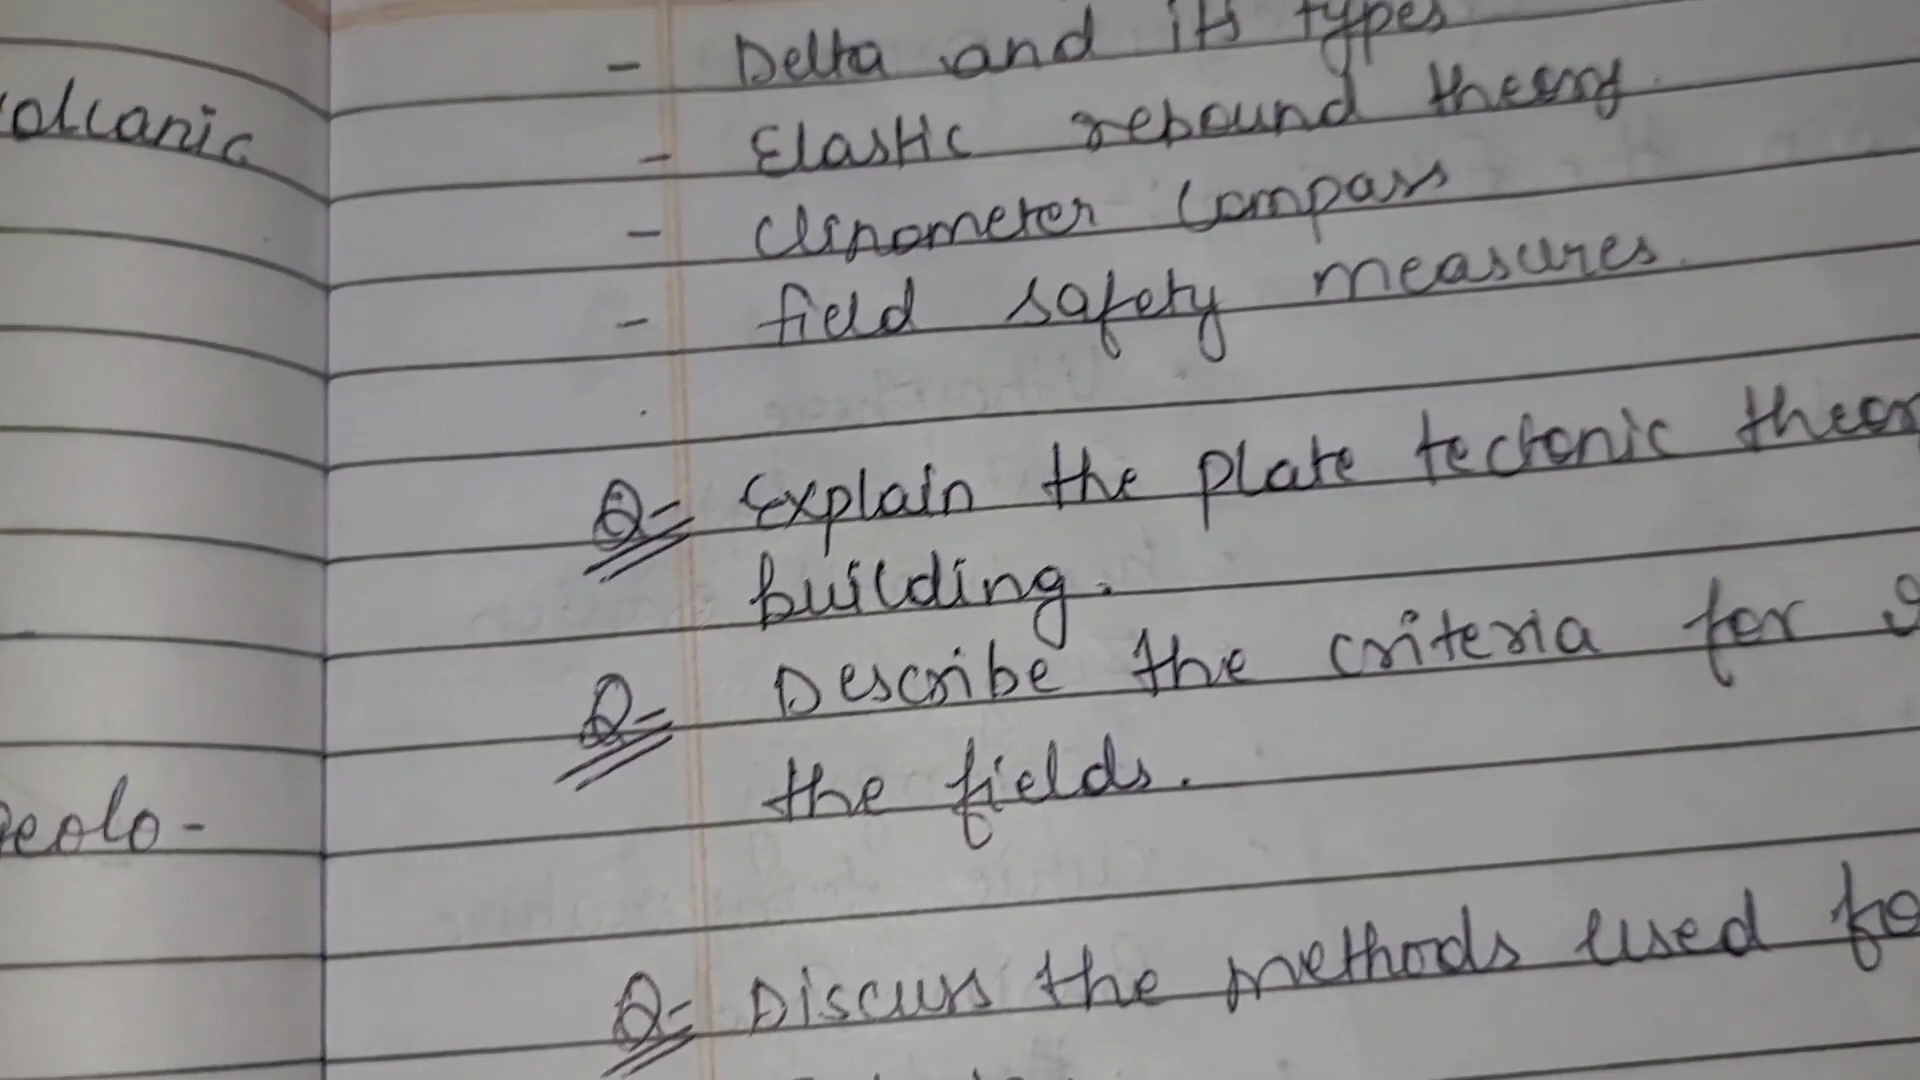 olcanic
eolo-
- Delta and its types
- Elastic rebound theory.
- Clinometer Compass
- field safety measures.
Q= Explain the plate tectonic theor
building.
Q= Describe the criteria for
the fields.
Q= Discuss the methods used fo